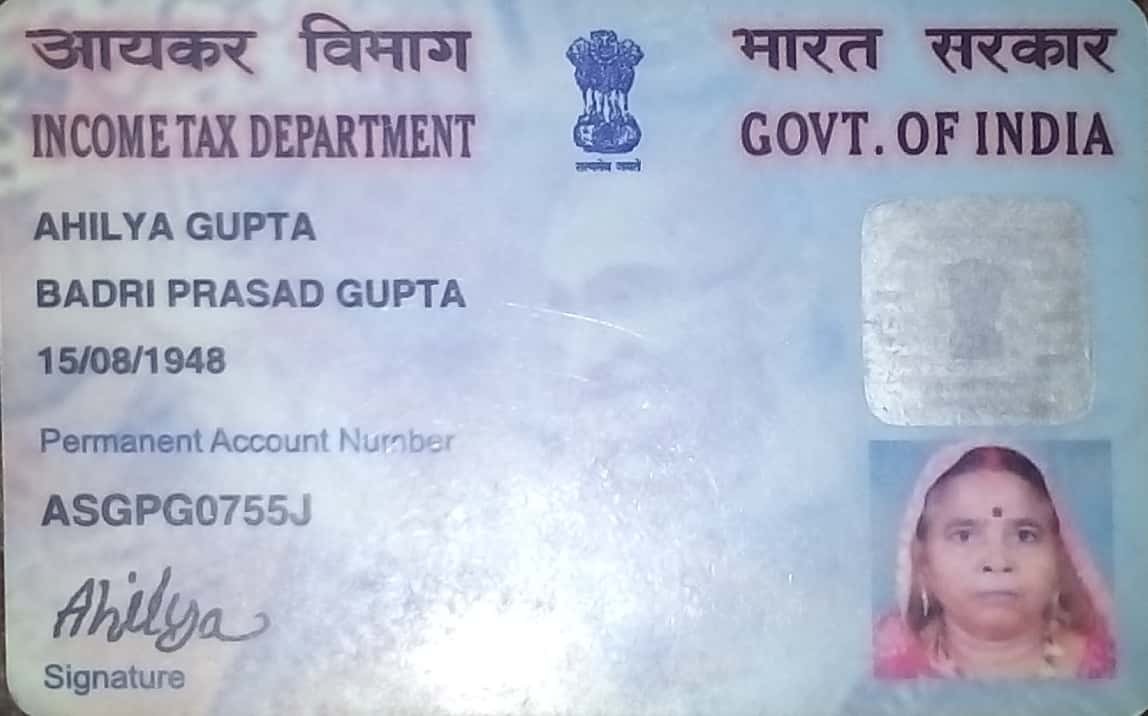 आयकर विभाग
INCOME TAX DEPARTMENT
सत्यमेव जयते
भारत सरकार
GOVT. OF INDIA
AHILYA GUPTA
BADRI PRASAD GUPTA
15/08/1948
Permanent Account Number
ASGPG0755J
Ahilya
Signature